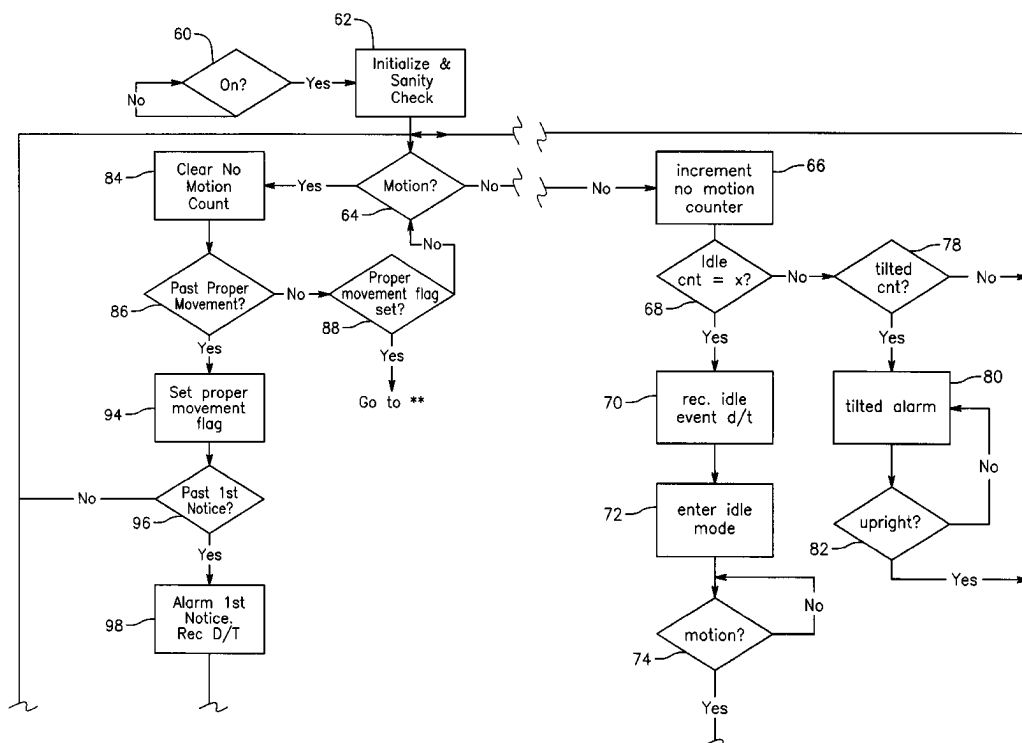 60
62
On?
Yes
No
Initialize &
Sanity
Check
84
Clear No
Motion
Count
Yes
Motion?
64
No
No
increment
no motion
counter
66
No
86
Past Proper
Movement?
No
Proper
movement flag
set?
88
Yes
Go to **
Idle
cnt = x?
68
No
tilted
cnt?
78
No
Yes
Yes
Yes
94
Set proper
movement
flag
70
rec. idle
event d/t
tilted alarm
80
No
No
Past 1st
Notice?
96
Yes
72
enter idle
mode
upright?
82
Yes
98
Alarm 1st
Notice.
Rec D/T
No
motion?
74
Yes